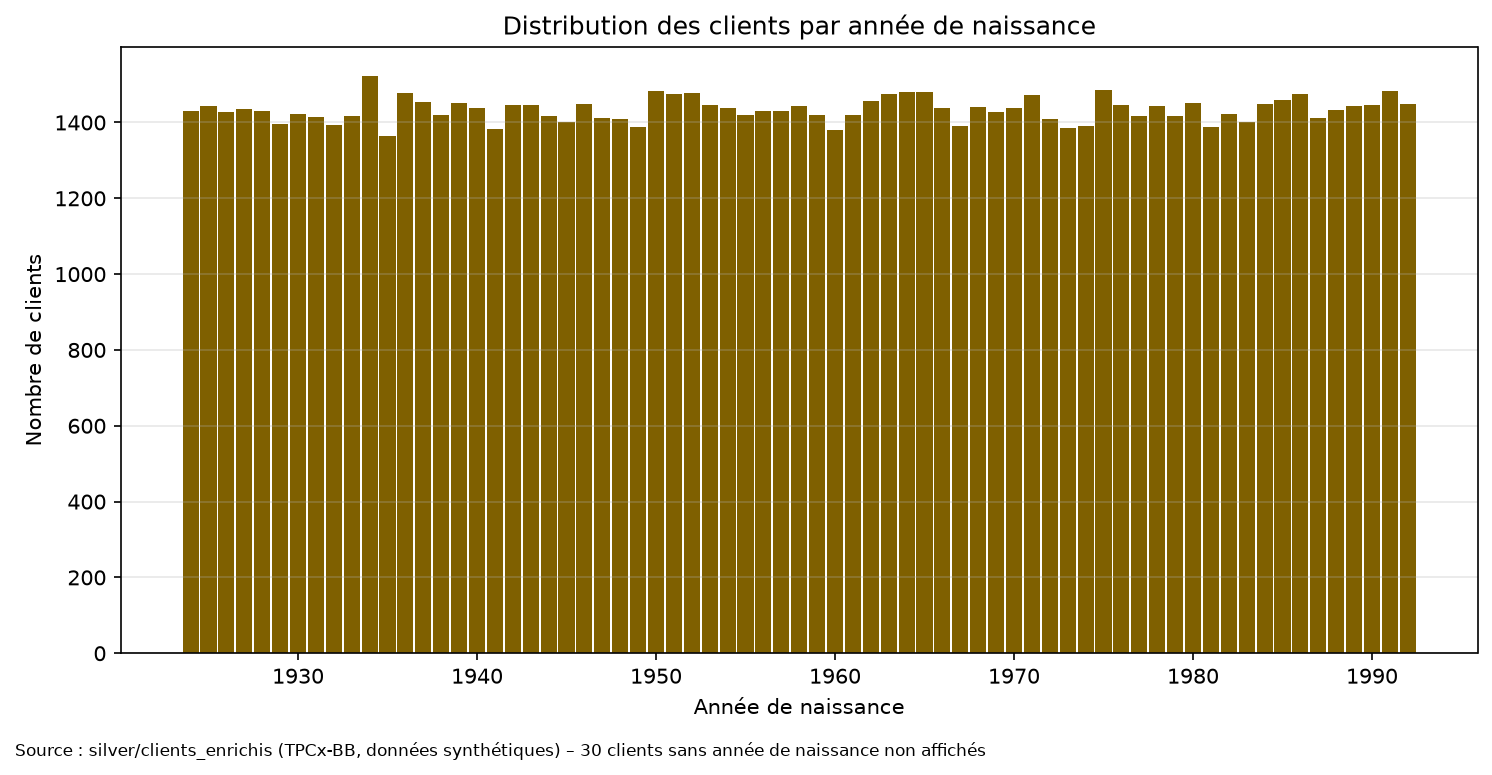 Distribution des clients par année de naissance
Nombre de clients
1400
1200
1000
800
600
400
200
0
1930 1940 1950 1960 1970 1980 1990
Année de naissance
Source : silver/clients_enrichis (TPCx-BB, données synthétiques) – 30 clients sans année de naissance non affichés